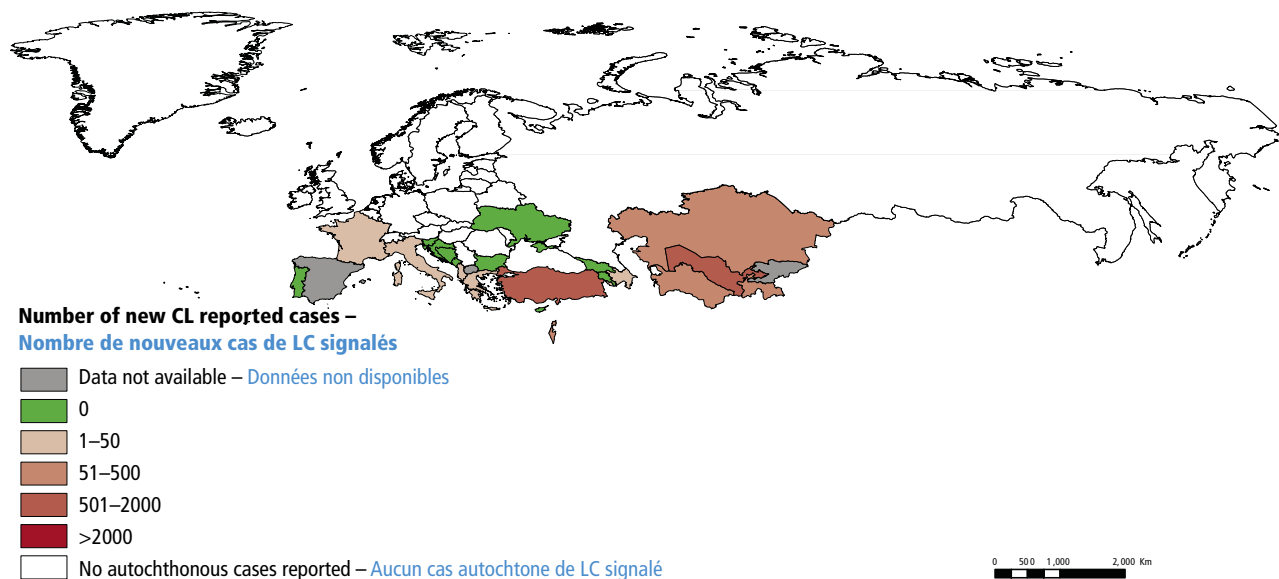 Number of new CL reported cases –
Nombre de nouveaux cas de LC signalés
Data not available – Données non disponibles
0
1–50
51–500
501–2000
>2000
No autochthonous cases reported – Aucun cas autochtone de LC signalé
0 500 1,000 2,000 Km